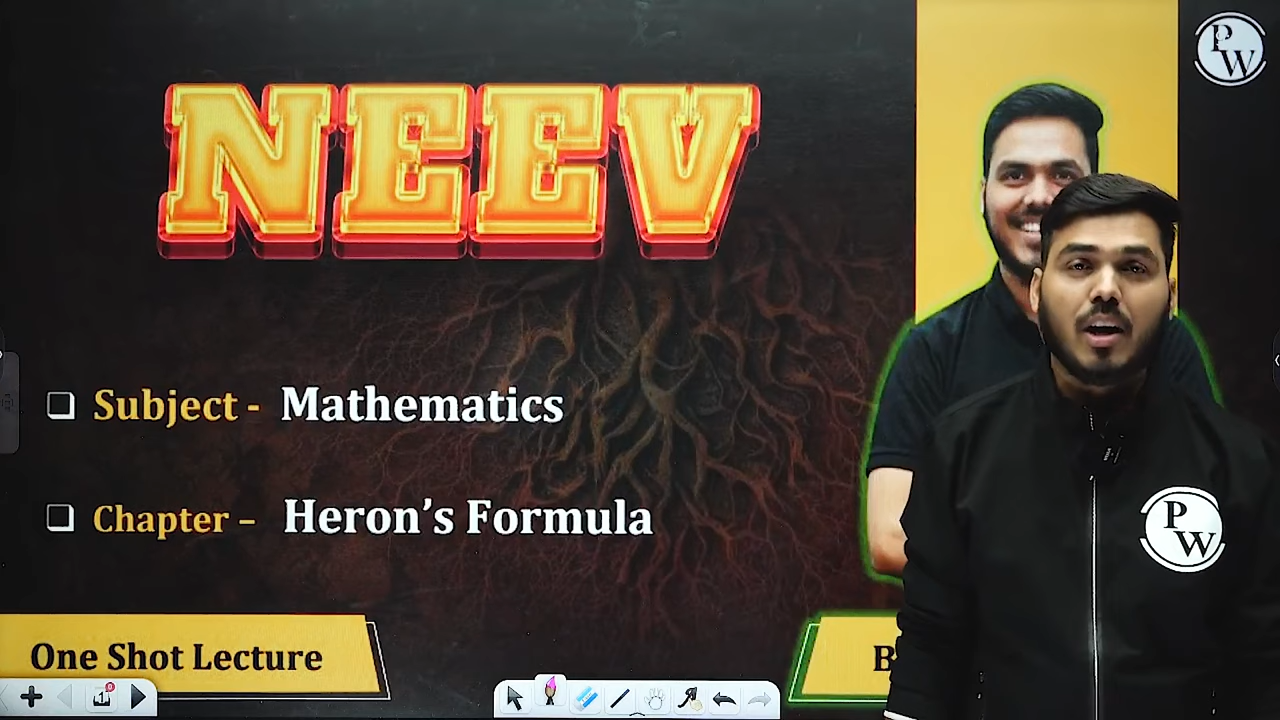 NEEV
PW
Subject - Mathematics
Chapter – Heron’s Formula
PW
One Shot Lecture